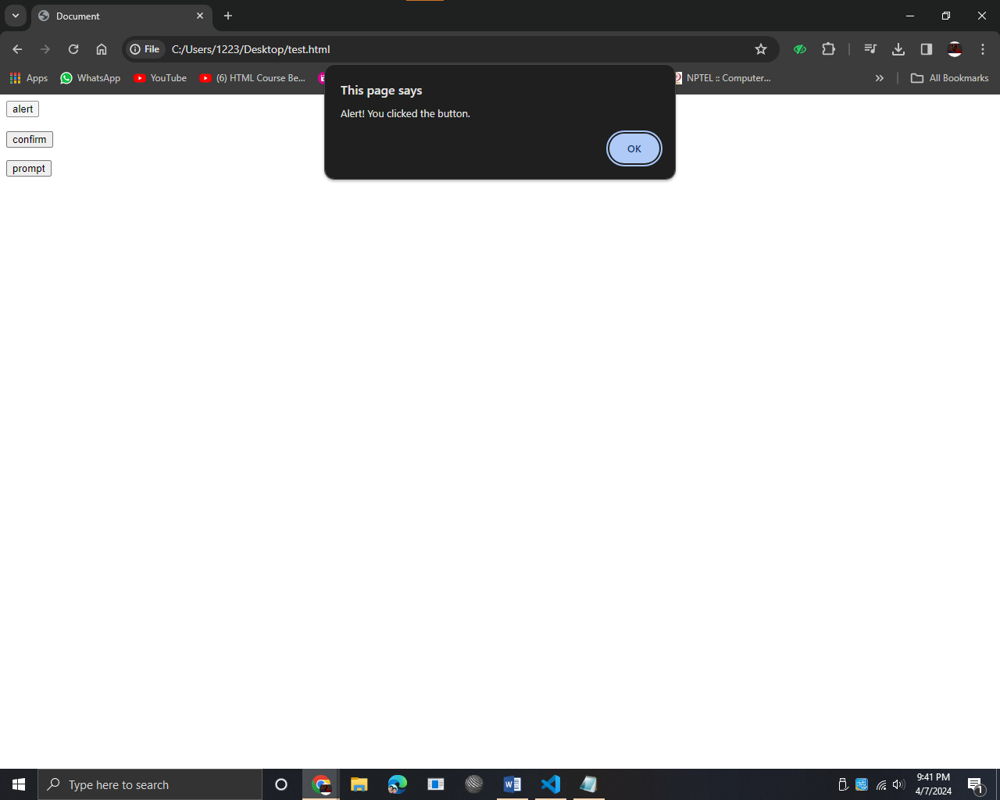 Document
File C:/Users/1223/Desktop/test.html
Apps WhatsApp YouTube (6) HTML Course Be... NPTEL :: Computer... All Bookmarks
This page says
Alert! You clicked the button.
OK
alert
confirm
prompt
Type here to search
9:41 PM
4/7/2024
1